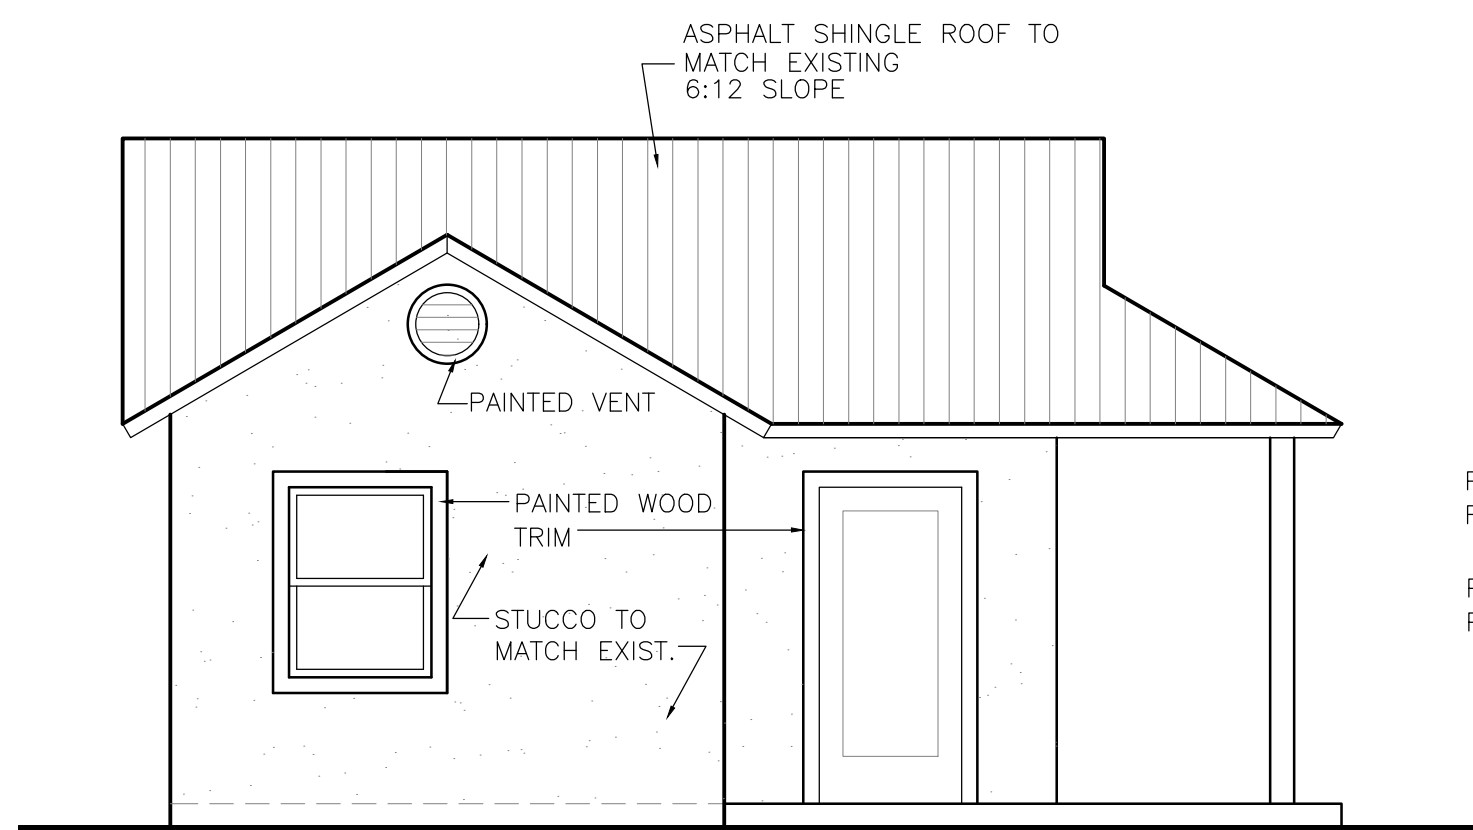 ASPHALT SHINGLE ROOF TO
MATCH EXISTING
6:12 SLOPE
PAINTED VENT
PAINTED WOOD
TRIM
STUCCO TO
MATCH EXIST.